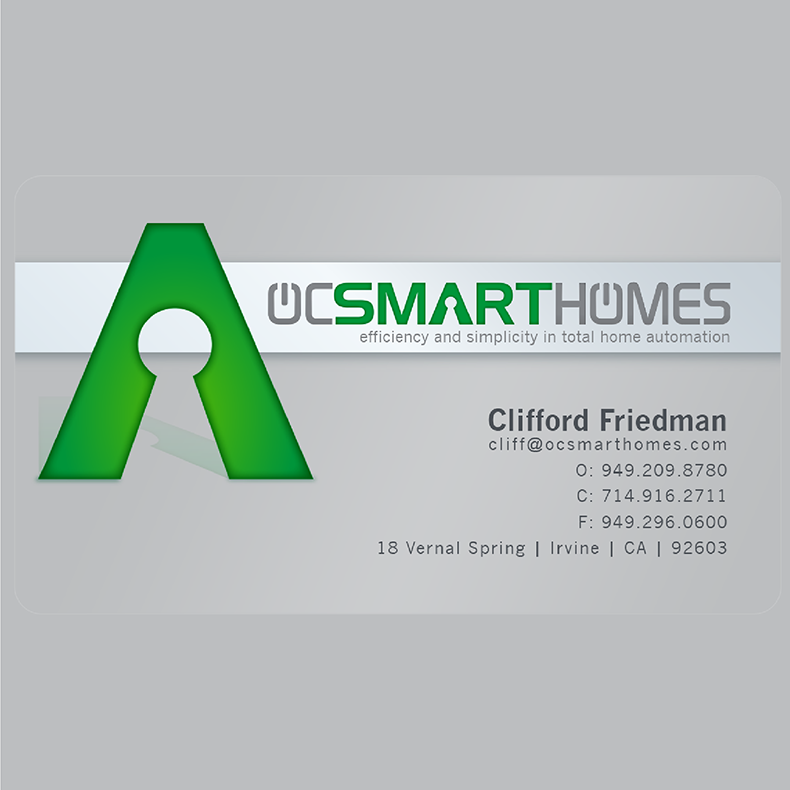 OCSMARTHOMES
efficiency and simplicity in total home automation
Clifford Friedman
cliff@ocsmarthomes.com
O: 949.209.8780
C: 714.916.2711
F: 949.296.0600
18 Vernal Spring | Irvine | CA | 92603